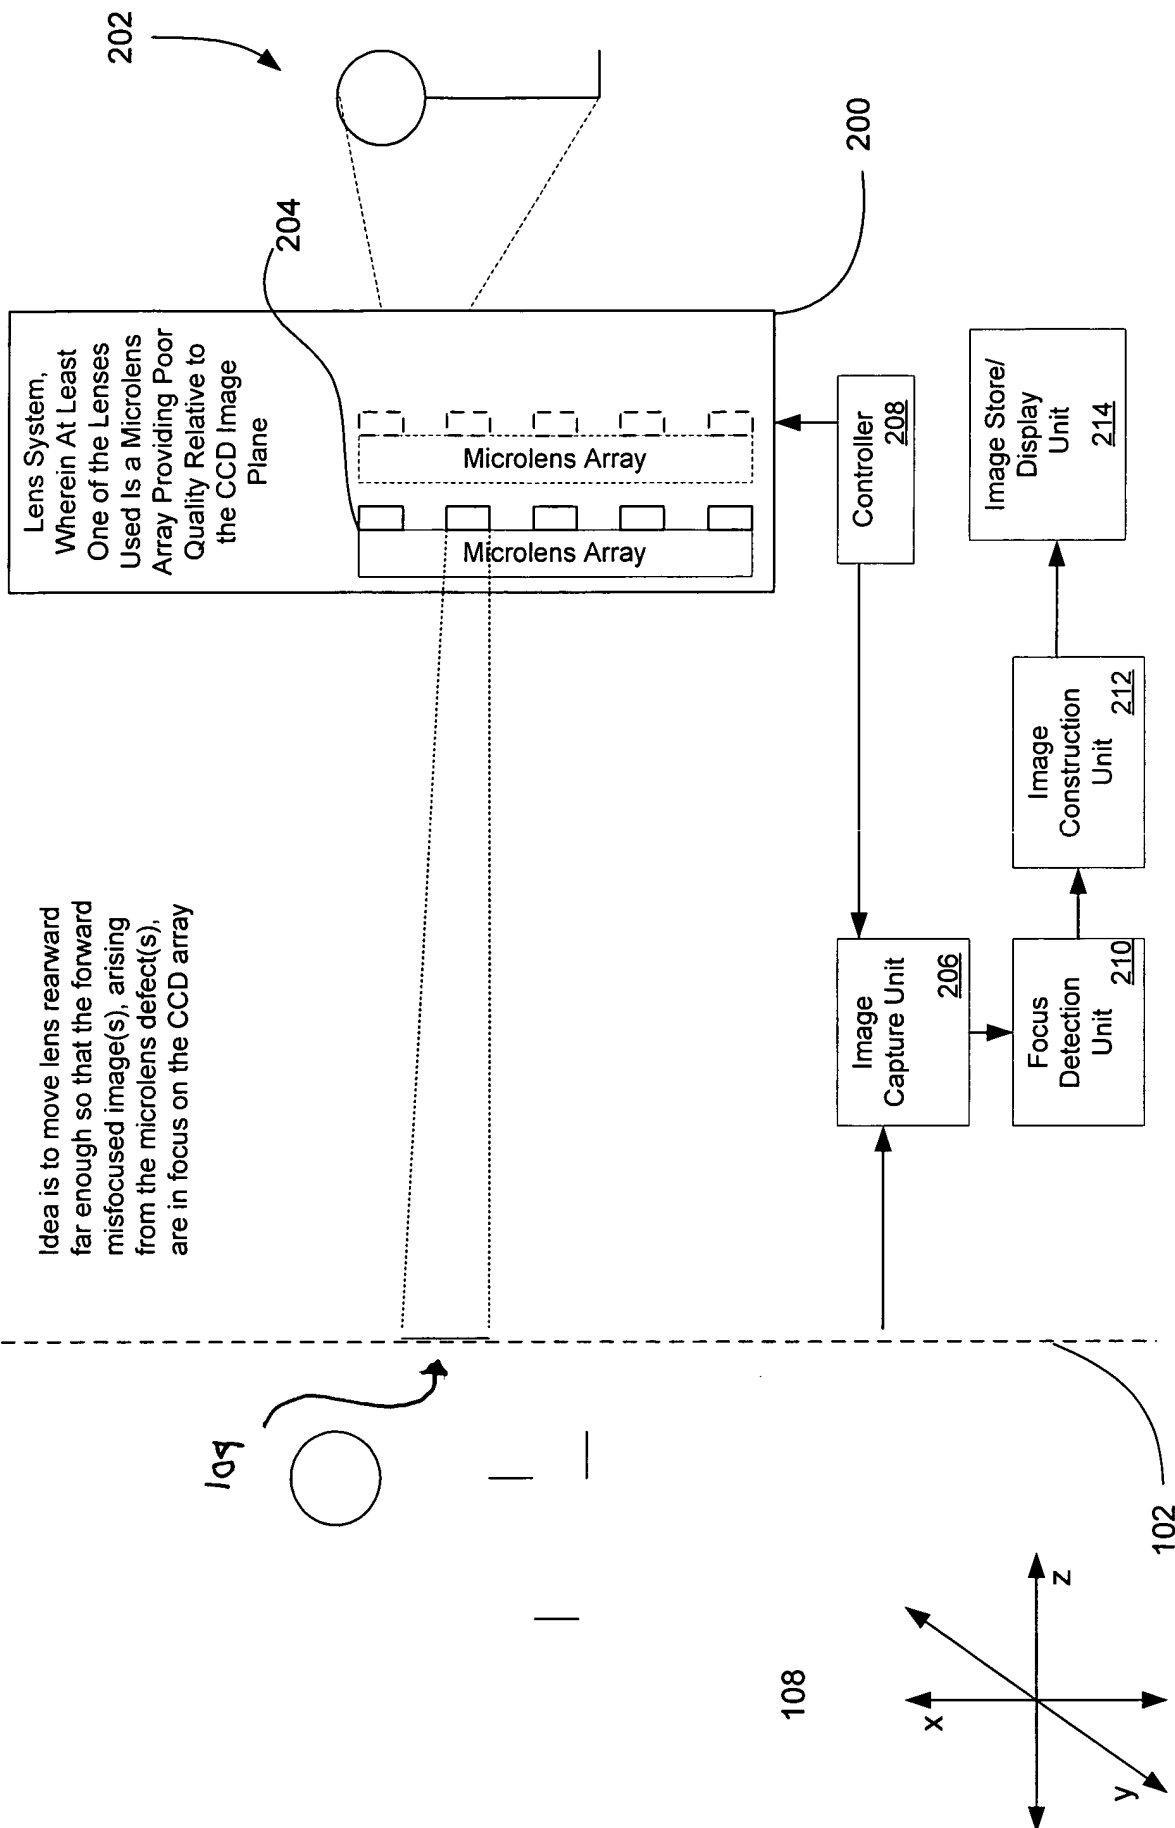 Idea is to move lens rearward
far enough so that the forward
misfocused image(s), arising
from the microlens defect(s),
are in focus on the CCD array
Lens System,
Wherein At Least
One of the Lenses
Used Is a Microlens
Array Providing Poor
Quality Relative to
the CCD Image
Plane
202
204
Microlens Array
Microlens Array
200
108
x
y
z
102
Image
Capture Unit
206
Controller
208
Focus
Detection
Unit
210
Image
Construction
Unit
212
Image Store/
Display
Unit
214